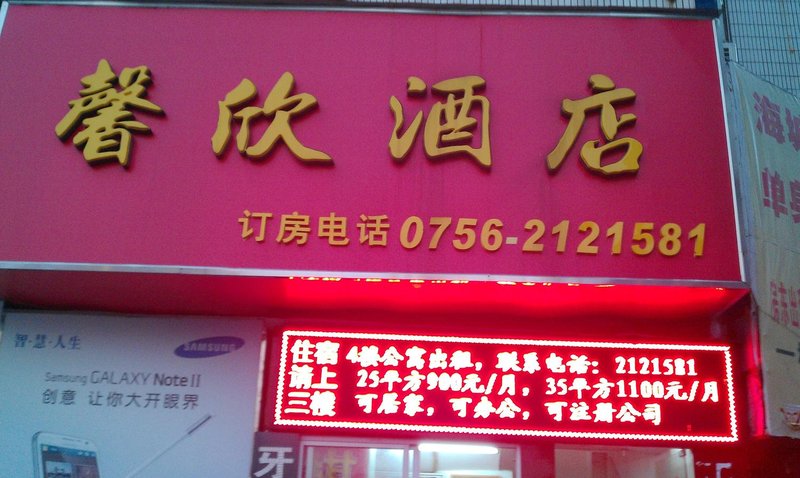 馨欣酒店
订房电话 0756-2121581
住宿 4楼公寓出租，联系电话：2121581
请上 25平方900元/月，35平方1100元/月
三楼 可居家，可办公，可注册公司
智·慧·人生
SAMSUNG
Samsung GALAXY Note II
创意 让你大开眼界
牙